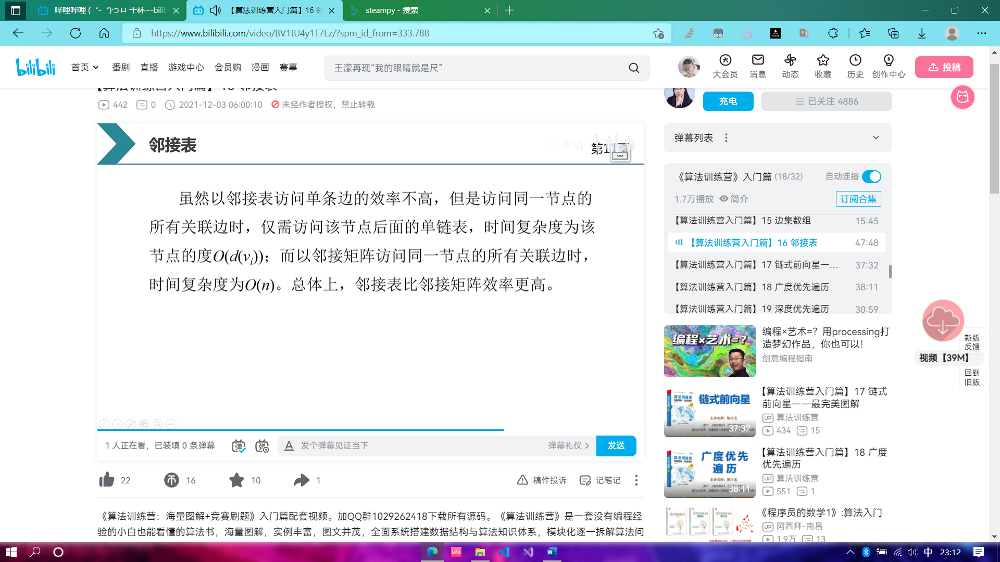 哔哩哔哩 (゜-゜)つロ 干杯~-bilib
【算法训练营入门篇】16 邻
steampy - 搜索
https://www.bilibili.com/video/BV1tU4y1T7Lz/?spm_id_from=333.788
bilibili
首页
番剧
直播
游戏中心
会员购
漫画
赛事
王濛再现“我的眼睛就是尺”
大会员
消息
动态
收藏
历史
创作中心
投稿
【算法训练营入门篇】16 邻接表
442
0
2021-12-03 06:00:10
未经作者授权，禁止转载
充电
已关注 4886
邻接表
Start
虽然以邻接表访问单条边的效率不高，但是访问同一节点的
所有关联边时，仅需访问该节点后面的单链表，时间复杂度为该
节点的度O(d(vi))；而以邻接矩阵访问同一节点的所有关联边时，
时间复杂度为O(n)。总体上，邻接表比邻接矩阵效率更高。
1 人正在看，已装填 0 条弹幕
发个弹幕见证当下
弹幕礼仪
发送
22
16
10
1
稿件投诉
记笔记
《算法训练营：海量图解+竞赛刷题》入门篇配套视频。加QQ群1029262418下载所有源码。《算法训练营》是一套没有编程经
验的小白也能看懂的算法书，海量图解，实例丰富，图文并茂，全面系统搭建数据结构与算法知识体系，模块化逐一拆解算法问
弹幕列表
《算法训练营》入门篇 (18/32)
自动连播
1.7万播放
简介
订阅合集
【算法训练营入门篇】15 边集数组 15:45
【算法训练营入门篇】16 邻接表 47:48
【算法训练营入门篇】17 链式前向星一... 37:32
【算法训练营入门篇】18 广度优先遍历 38:11
【算法训练营入门篇】19 深度优先遍历 30:59
编程×艺术=?
编程×艺术=？用processing打
造梦幻作品，你也可以！
创意编程指南
链式前向星
主讲老师：陈小玉
37:32
【算法训练营入门篇】17 链式
前向星——最完美图解
UP 算法训练营
434
15
广度优先
遍历
主讲老师：陈小玉
38:11
【算法训练营入门篇】18 广度
优先遍历
UP 算法训练营
551
1
《程序员的数学1》:算法入门
UP 阿西拜-南昌
1.9万
13
新版
反馈
视频【39M】
回到
旧版
中
23:12